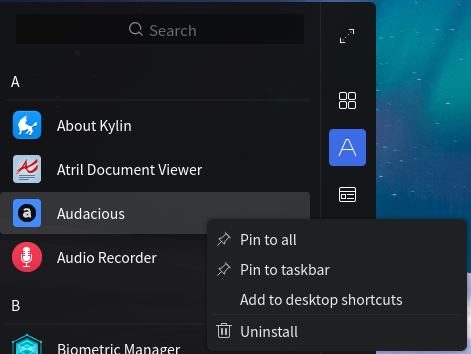 Search
A
About Kylin
Atril Document Viewer
Audacious
Audio Recorder
B
Biometric Manager
A
Pin to all
Pin to taskbar
Add to desktop shortcuts
Uninstall